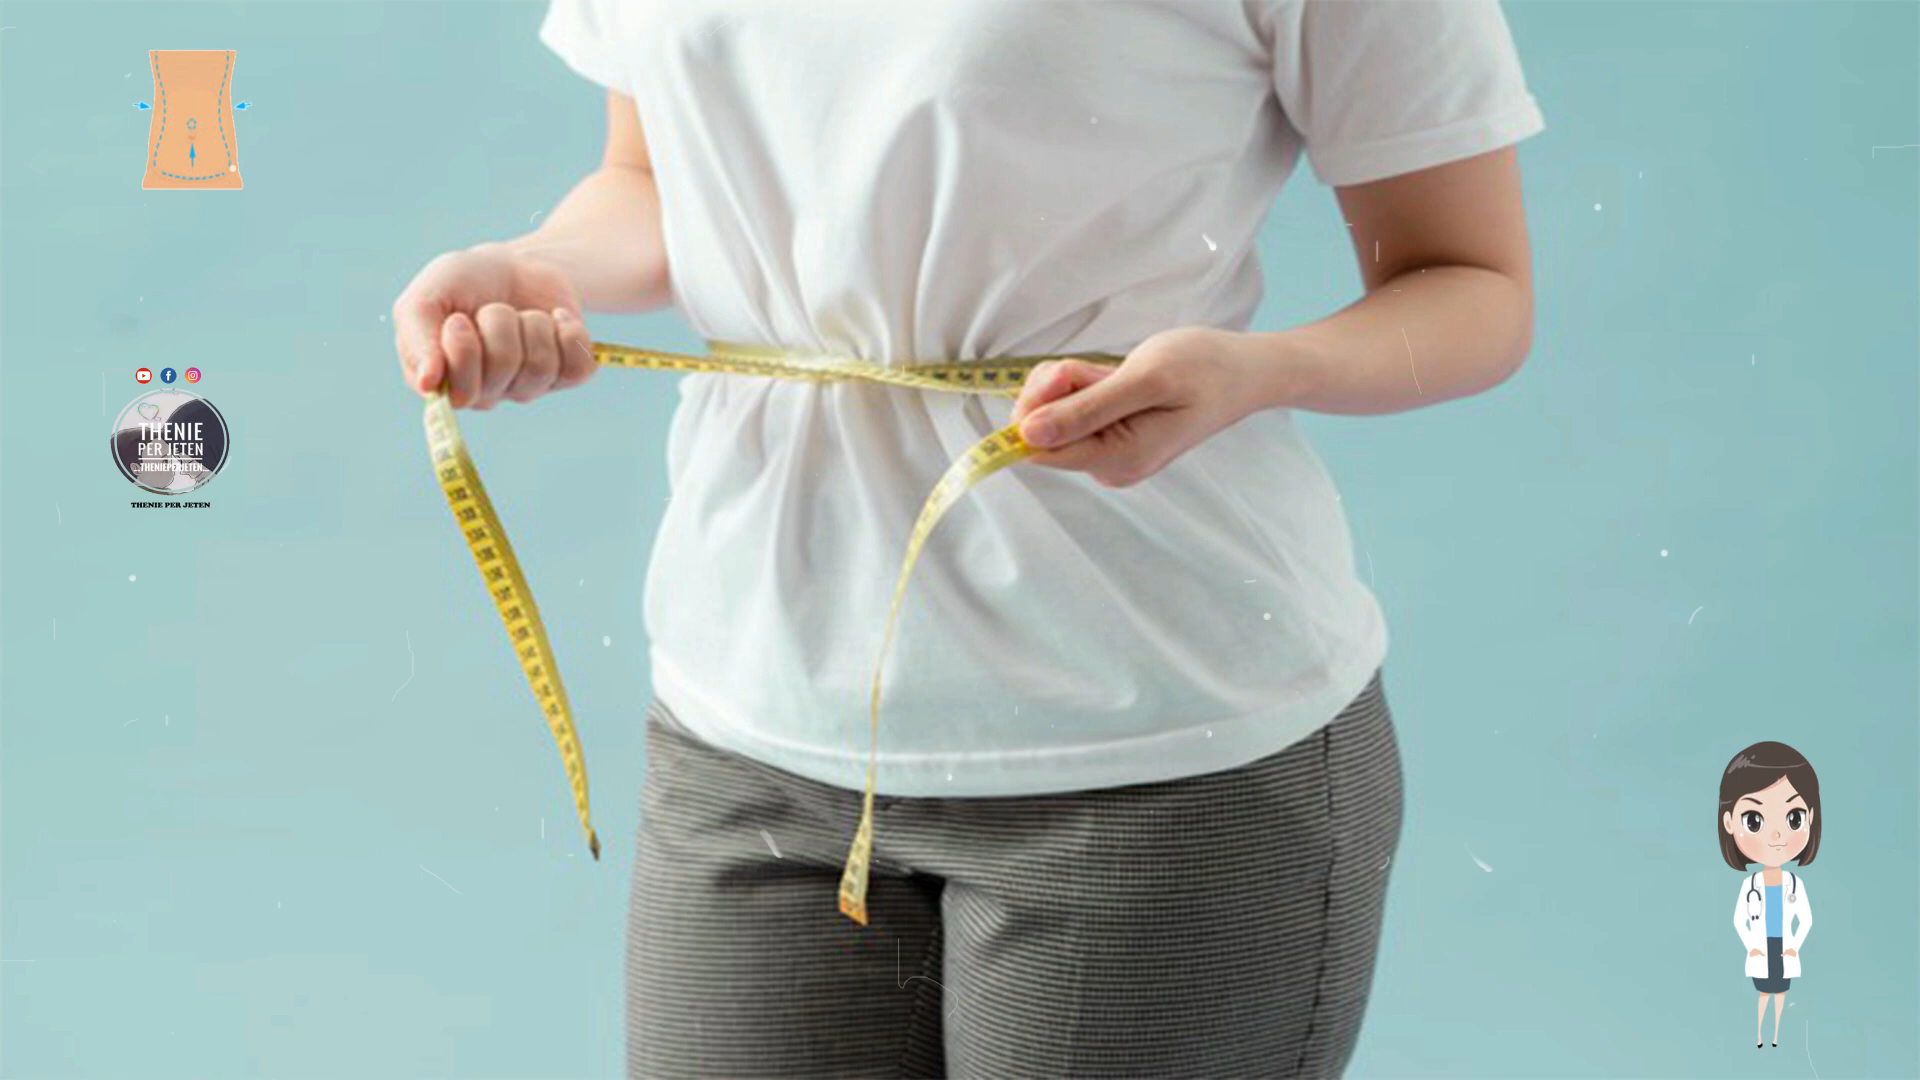 THENIE
PER JETEN
THENIEPERJETEN
THENIE PER JETEN